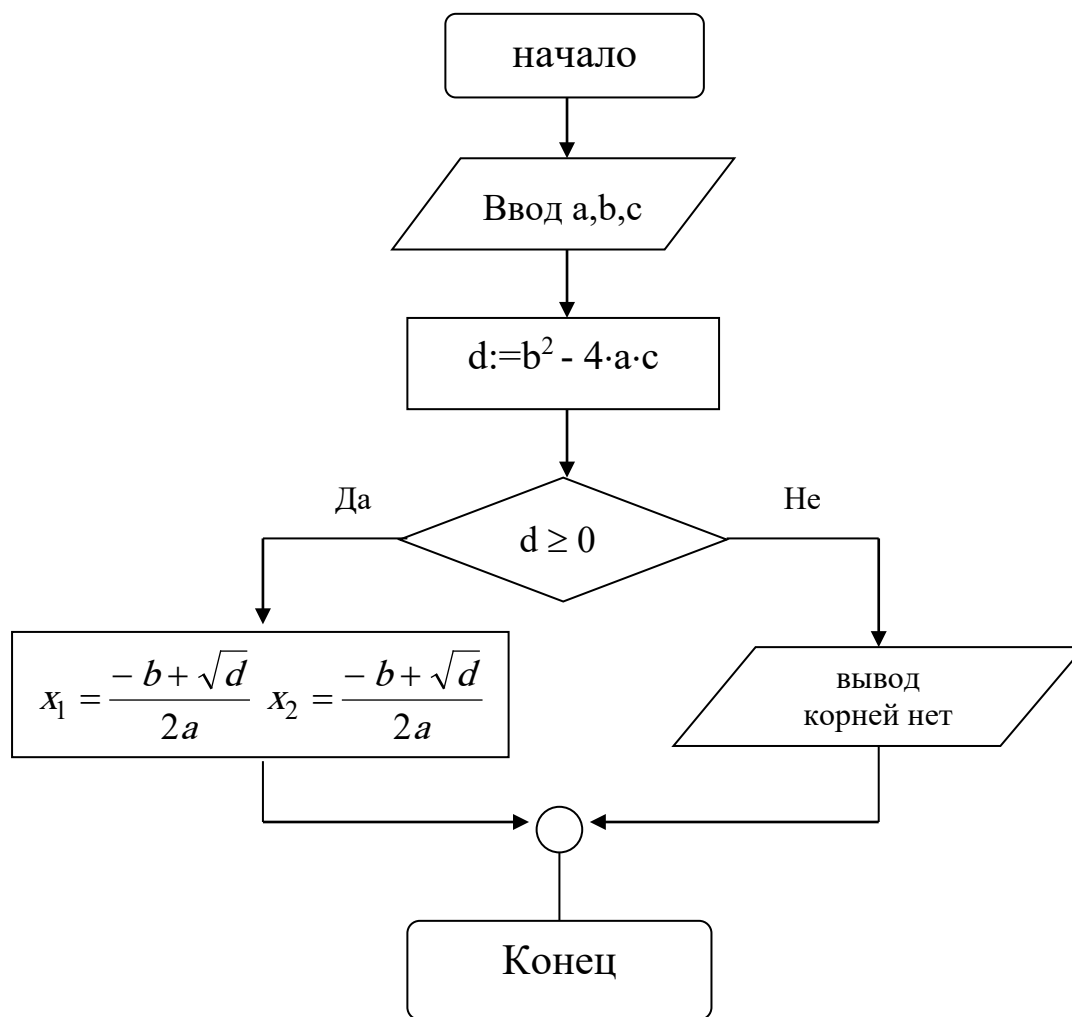 начало
Ввод a,b,c
d:=b² - 4·a·c
Да
Не
d ≥ 0
x₁ = (-b + √d)/2a x₂ = (-b + √d)/2a
вывод
корней нет
Конец